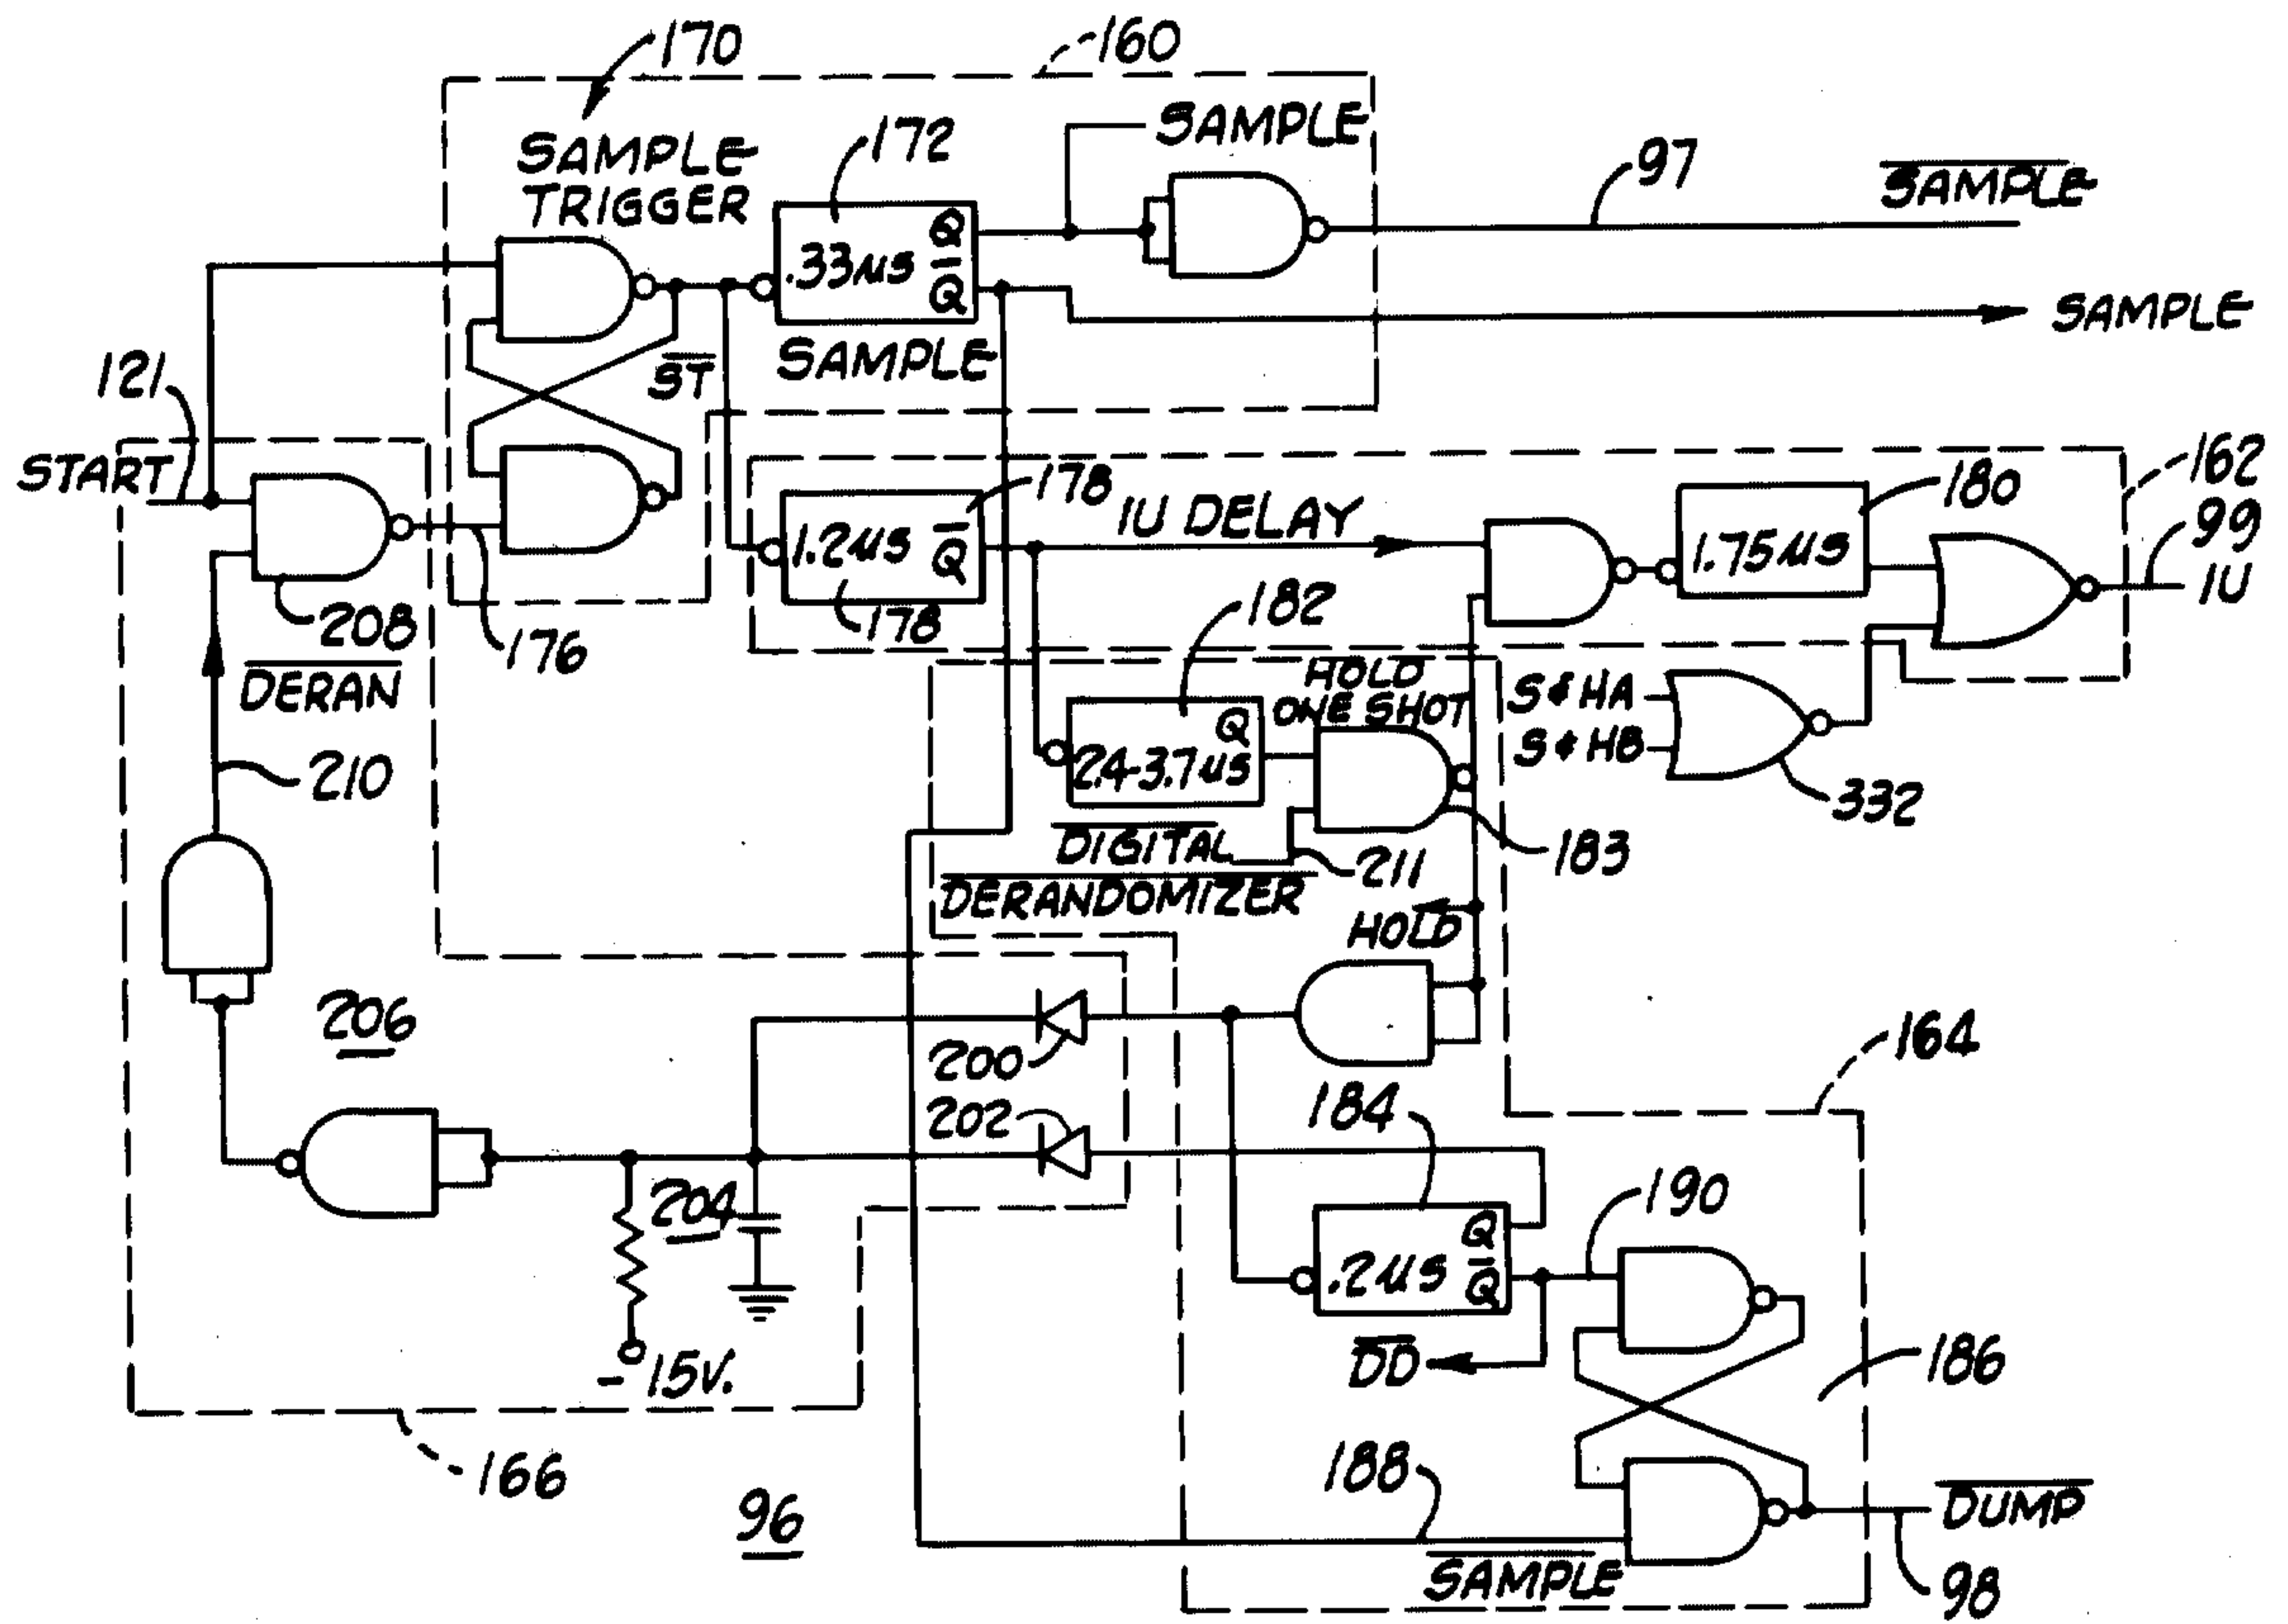 170
160
SAMPLE
SAMPLE
TRIGGER
172
97
SAMPLE
Q
.33µs
Q
SAMPLE
121
ST
SAMPLE
START
178
IU DELAY
180
162
99
IU
1.2µs
Q
1.75µs
208
176
178
182
DERAN
HOLD
ONE SHOT
S&HA
S&HB
Q
2.4-3.7µs
210
332
DIGITAL
211
183
DERANDOMIZER
HOLD
206
200
164
202
184
204
190
Q
.2µs
Q
DD
186
-15V.
166
188
96
DUMP
SAMPLE
98